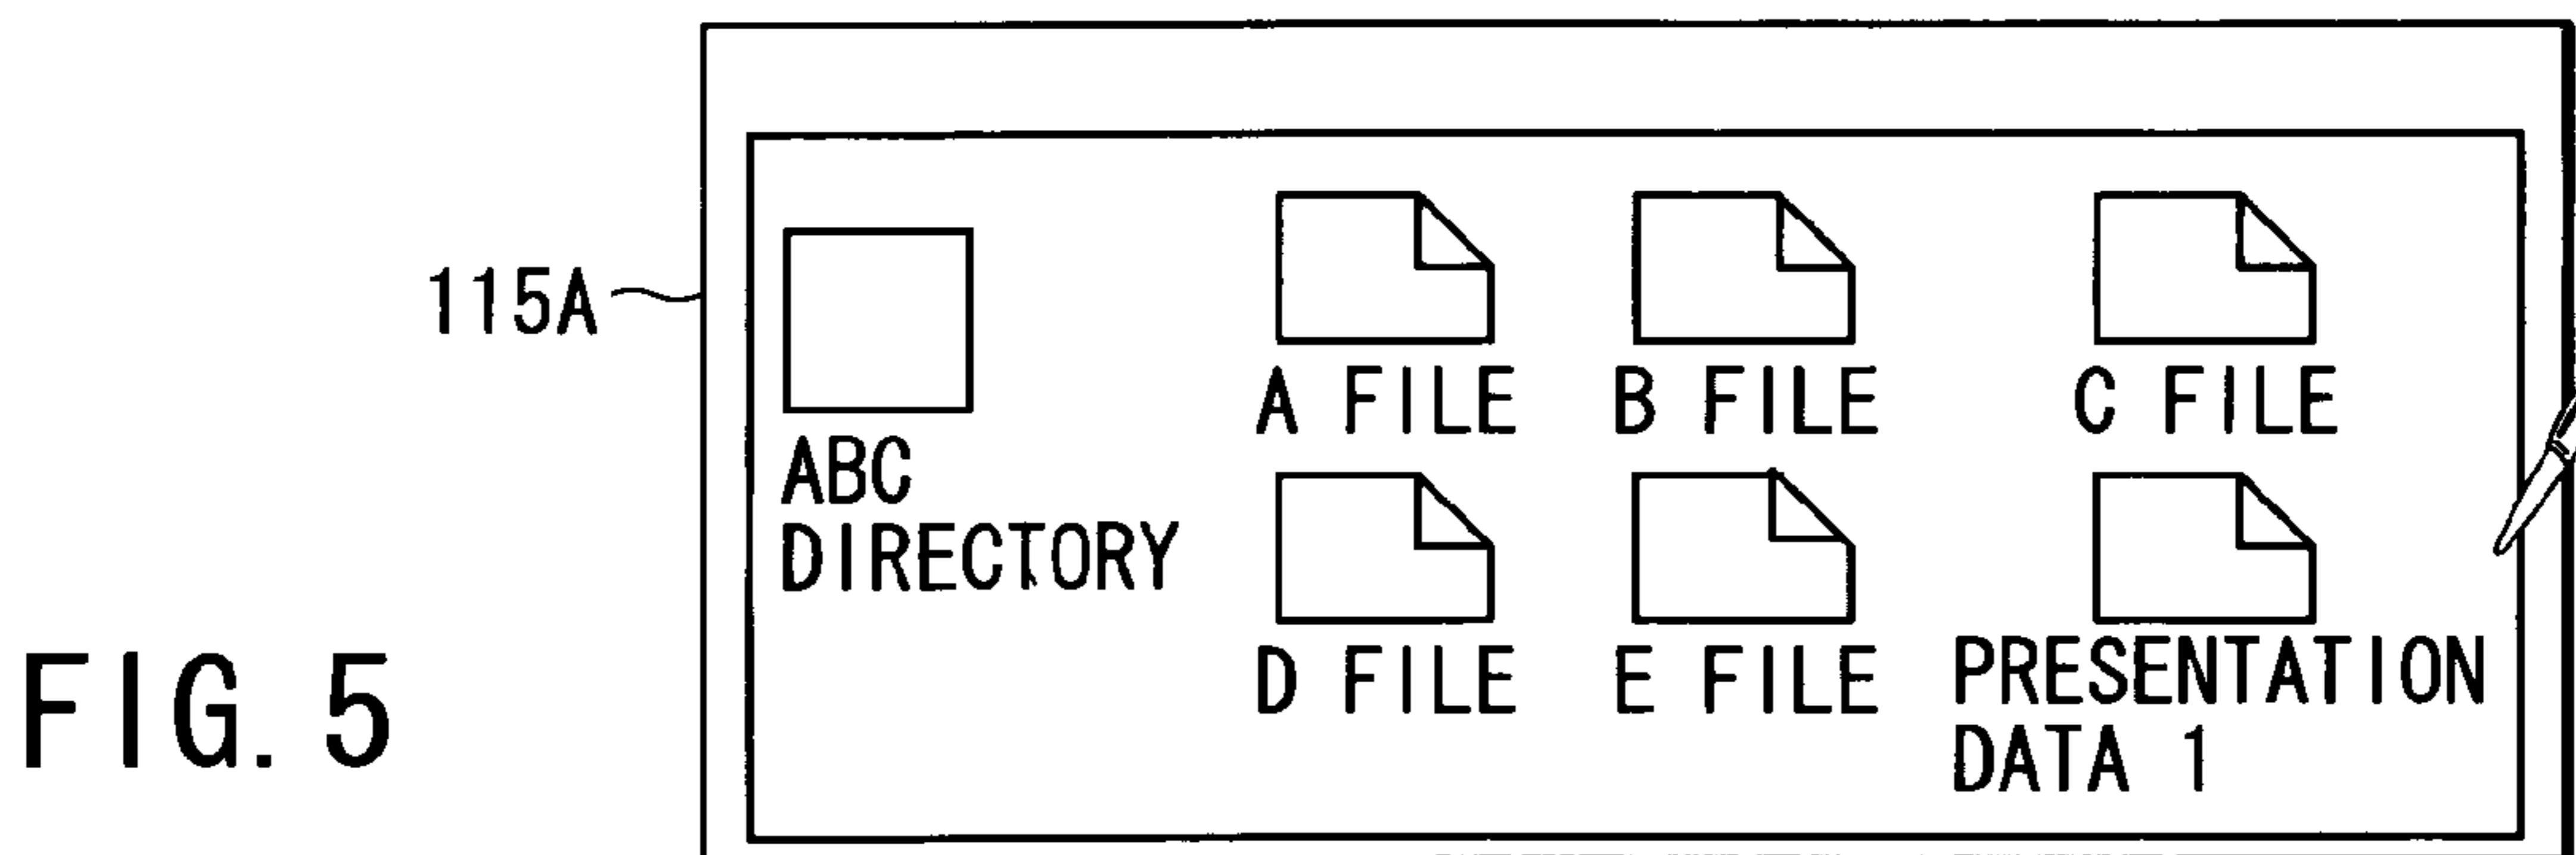 115A
A FILE B FILE C FILE
ABC
DIRECTORY
D FILE E FILE PRESENTATION
DATA 1
FIG. 5